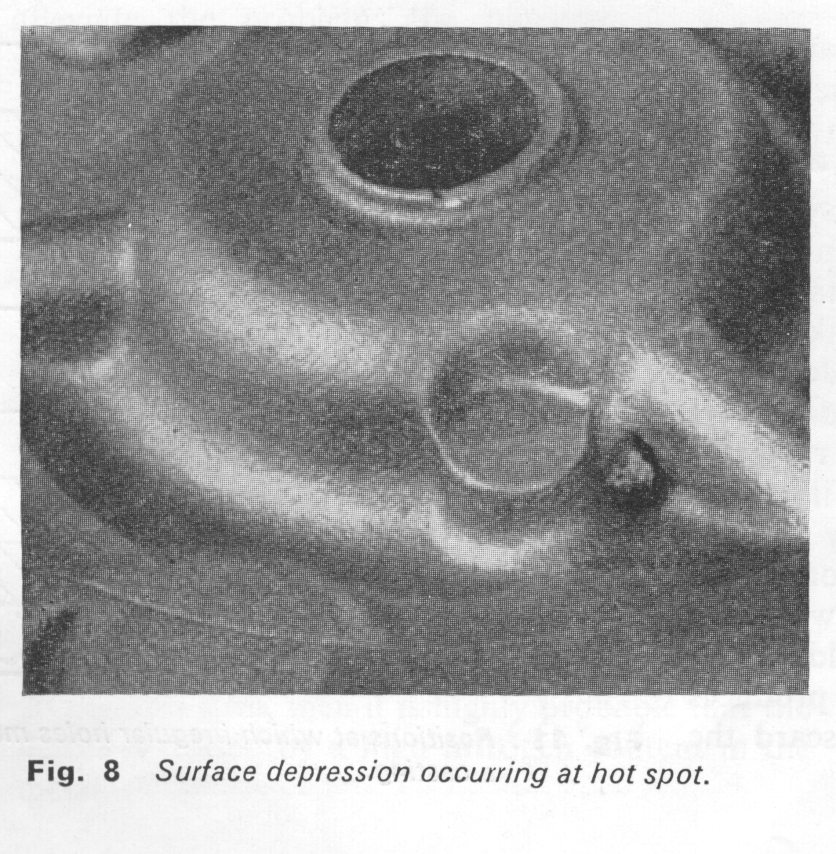 Fig. 8 Surface depression occurring at hot spot.